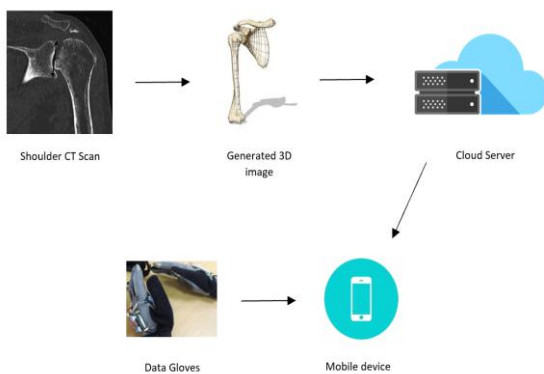 Shoulder CT Scan
Generated 3D
image
Cloud Server
Data Gloves
Mobile device